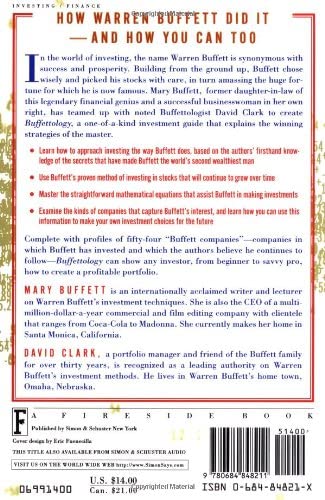 INVESTING / FINANCE
HOW WARREN BUFFETT DID IT
—AND HOW YOU CAN TOO
In the world of investing, the name Warren Buffett is synonymous with
success and prosperity. Building from the ground up, Buffett chose
wisely and picked his stocks with care, in turn amassing the huge for-
tune for which he is now famous. Mary Buffett, former daughter-in-law of
this legendary financial genius and a successful businesswoman in her own
right, has teamed up with noted Buffettologist David Clark to create
Buffettology, a one-of-a-kind investment guide that explains the winning
strategies of the master.
• Learn how to approach investing the way Buffett does, based on the authors' firsthand know-
ledge of the secrets that have made Buffett the world's second wealthiest man
• Use Buffett's proven method of investing in stocks that will continue to grow over time
• Master the straightforward mathematical equations that assist Buffett in making investments
• Examine the kinds of companies that capture Buffett's interest, and learn how you can use this
information to make your own investment choices for the future
Complete with profiles of fifty-four "Buffett companies"—companies in
which Buffett has invested and which the authors believe he continues to
follow—Buffettology can show any investor, from beginner to savvy pro,
how to create a profitable portfolio.
MARY BUFFETT is an internationally acclaimed writer and lecturer
on Warren Buffett's investment techniques. She is also the CEO of a multi-
million-dollar-a-year commercial and film editing company with clientele
that ranges from Coca-Cola to Madonna. She currently makes her home in
Santa Monica, California.
DAVID CLARK, a portfolio manager and friend of the Buffett family
for over thirty years, is recognized as a leading authority on Warren
Buffett's investment methods. He lives in Warren Buffett's home town,
Omaha, Nebraska.
A FIRESIDE BOOK
F
Published by Simon & Schuster New York
Cover design by Eric Fuentecilla
THIS TITLE ALSO AVAILABLE FROM SIMON & SCHUSTER AUDIO
VISIT US ON THE WORLD WIDE WEB http://www.SimonSays.com
06991400
U.S. $14.00
Can. $21.00
51400
9 780684 848211
ISBN 0-684-84821-X